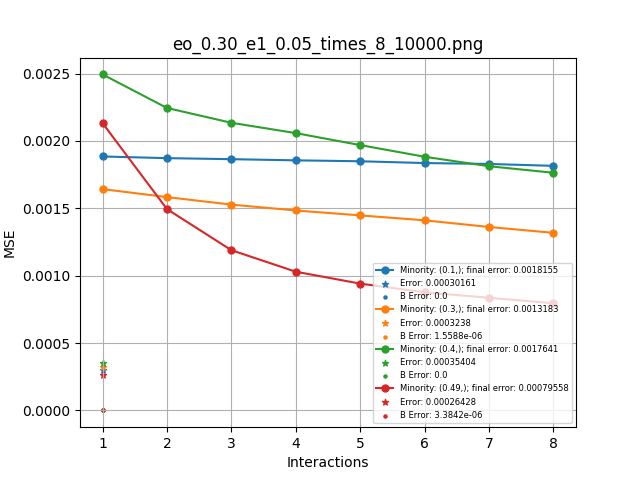 eo_0.30_e1_0.05_times_8_10000.png
MSE
0.0025
0.0020
0.0015
0.0010
0.0005
0.0000
Minority: (0.1,); final error: 0.0018155
Error: 0.00030161
B Error: 0.0
Minority: (0.3,); final error: 0.0013183
Error: 0.0003238
B Error: 1.5588e-06
Minority: (0.4,); final error: 0.0017641
Error: 0.00035404
B Error: 0.0
Minority: (0.49,); final error: 0.00079558
Error: 0.00026428
B Error: 3.3842e-06
1 2 3 4 5 6 7 8
Interactions